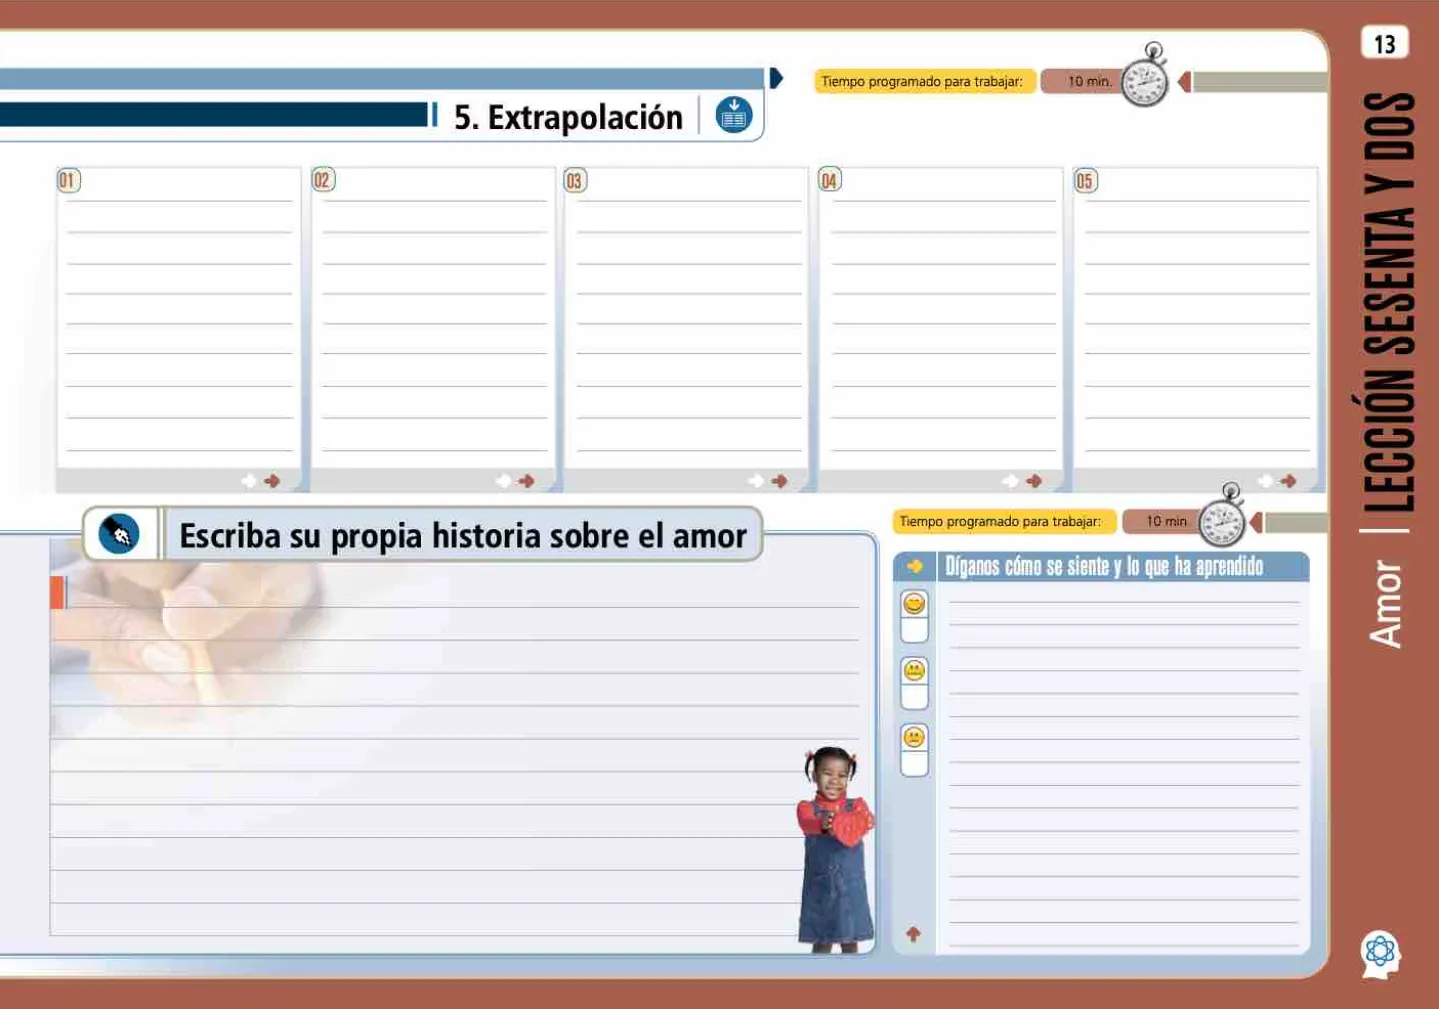 13
Tiempo programado para trabajar:
10 min.
5. Extrapolación
01
02
03
04
05
Escriba su propia historia sobre el amor
Tiempo programado para trabajar:
10 min
Díganos cómo se siente y lo que ha aprendido
Amor | LECCIÓN SESENTA Y DOS